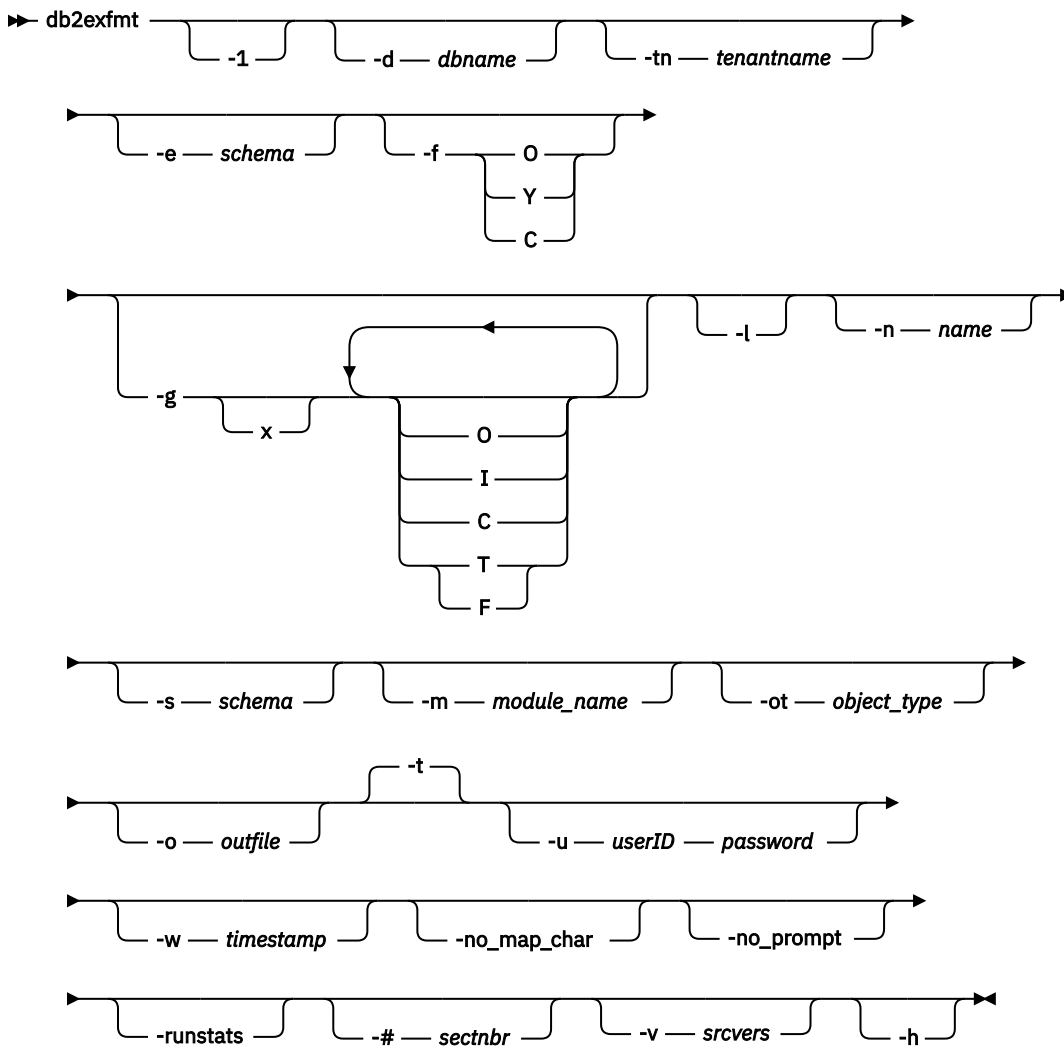 db2exfmt
-1 -d dbname -tn tenantname
-e schema -f O
Y
C
-l -n name
-g
x
O
I
C
T
F
-s schema -m module_name -ot object_type
-t
-o outfile -u userID password
-w timestamp -no_map_char -no_prompt
-runstats -# sectnbr -v srcvers -h